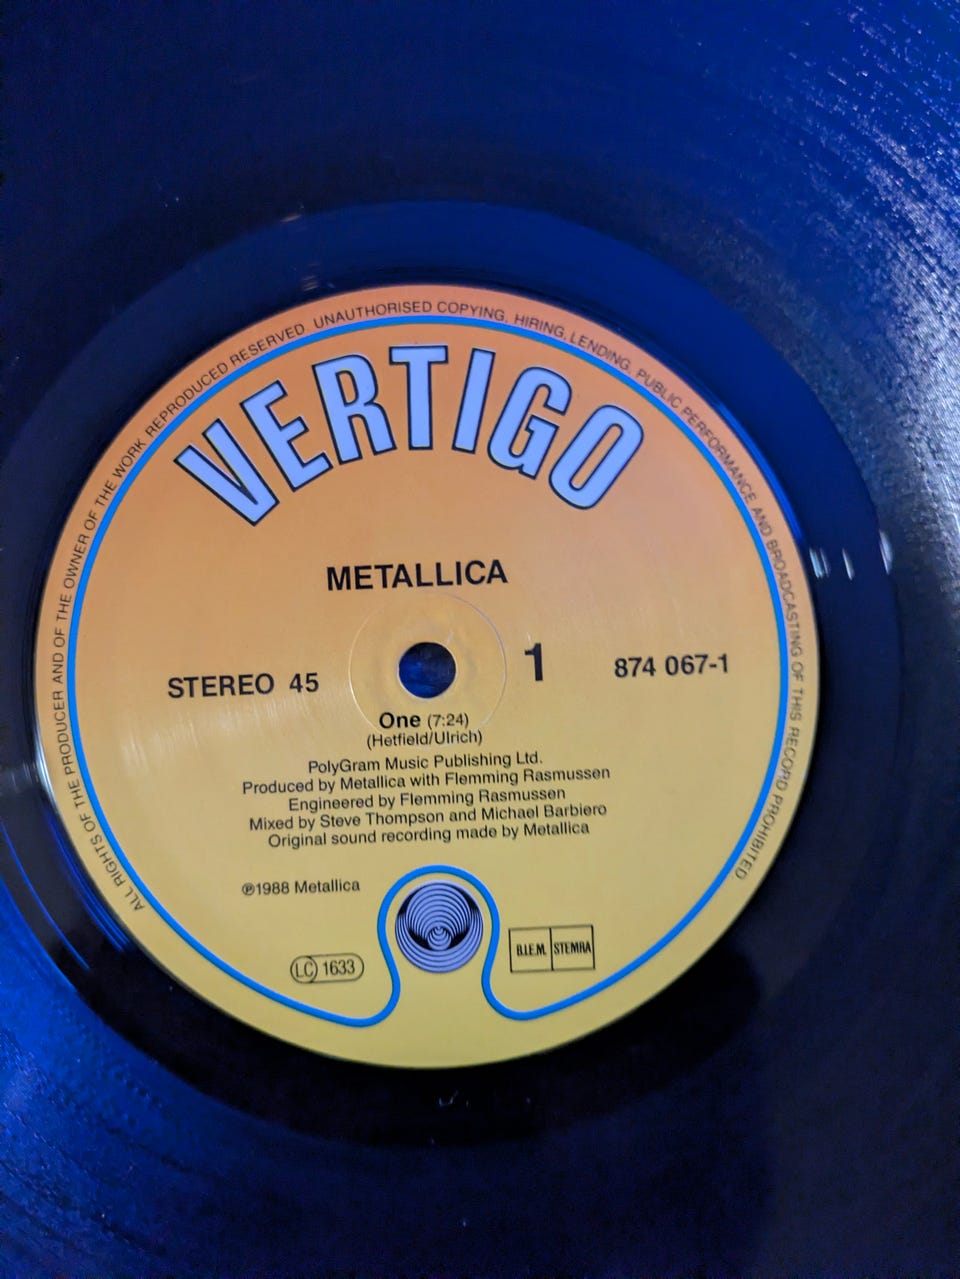 ALL RIGHTS OF THE PRODUCER AND OF THE OWNER OF THE WORK REPRODUCED RESERVED. UNAUTHORISED COPYING, HIRING, LENDING, PUBLIC PERFORMANCE AND BROADCASTING OF THIS RECORD PROHIBITED.
VERTIGO
METALLICA
STEREO 45
1
874 067-1
One (7:24)
(Hetfield/Ulrich)
PolyGram Music Publishing Ltd.
Produced by Metallica with Flemming Rasmussen
Engineered by Flemming Rasmussen
Mixed by Steve Thompson and Michael Barbiero
Original sound recording made by Metallica
℗1988 Metallica
LC 1633
B.I.E.M. STEMRA